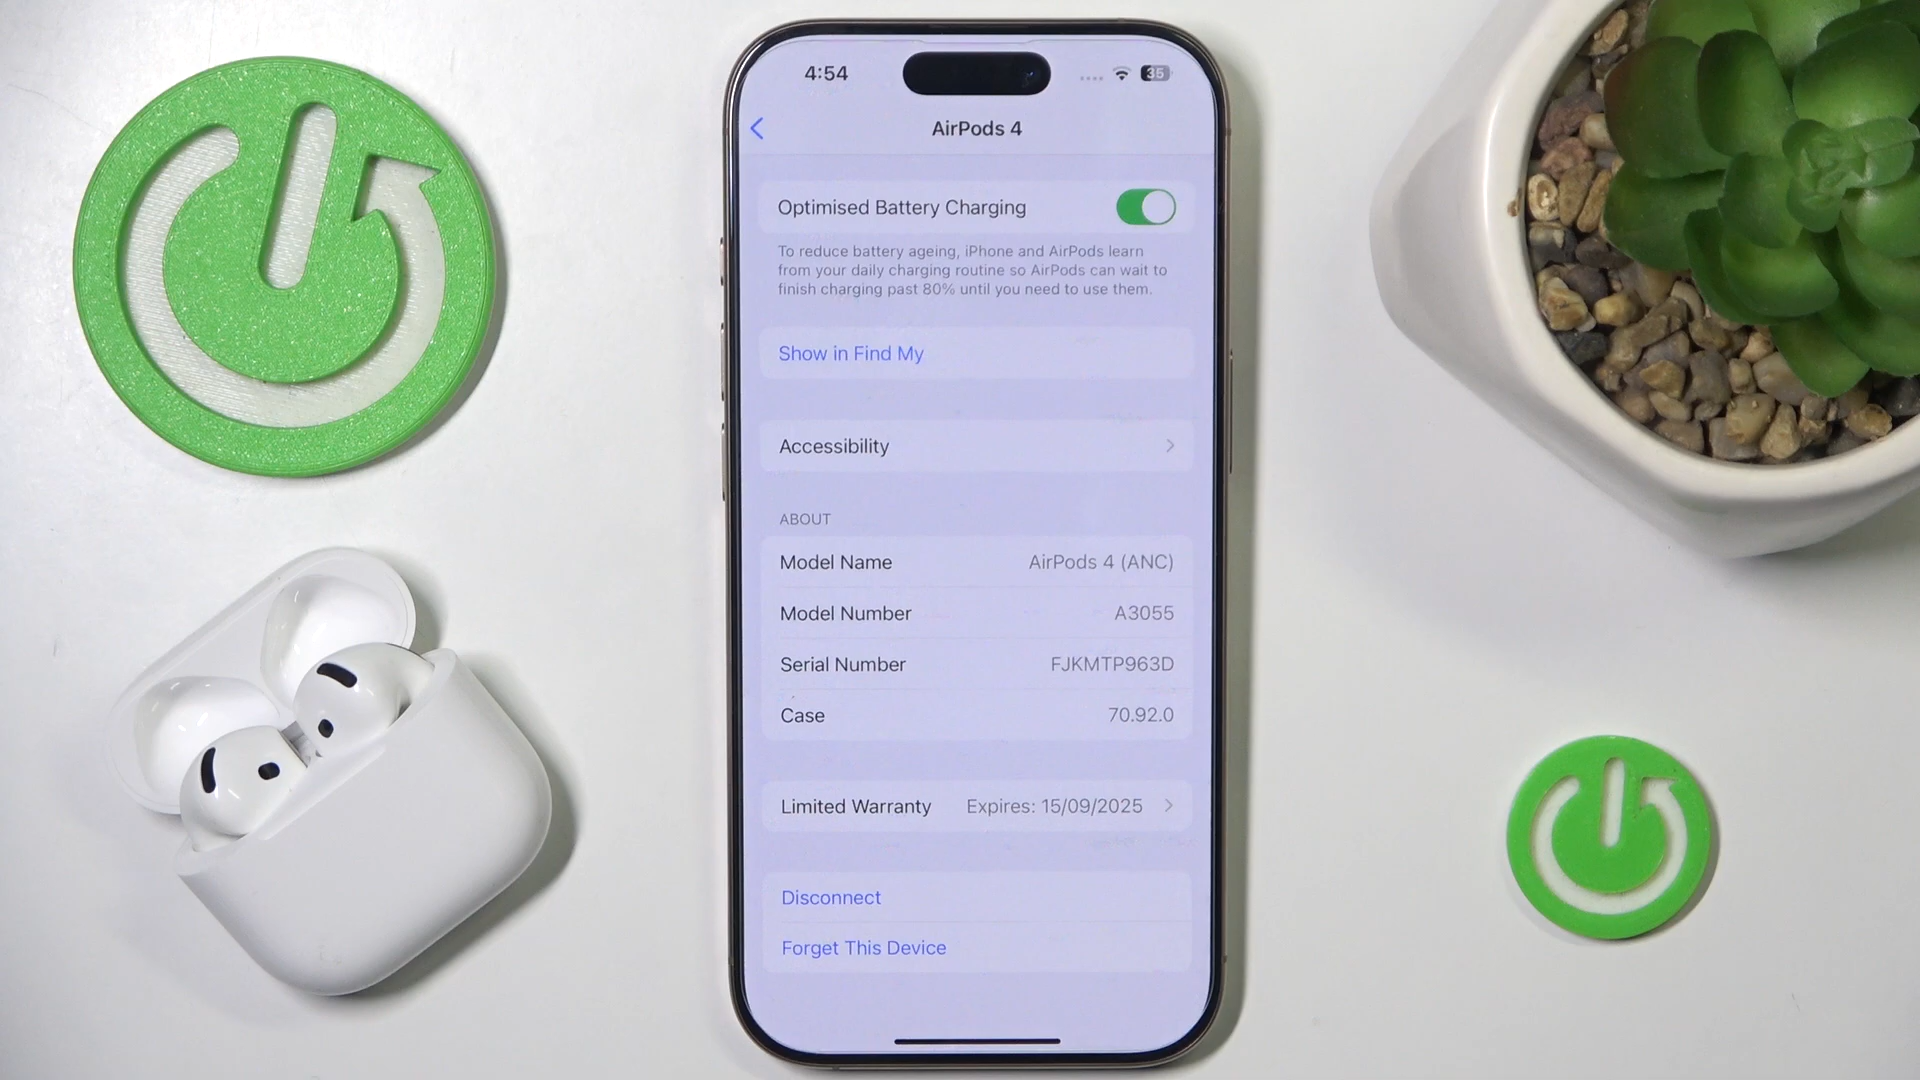 4:54
35
AirPods 4
Optimised Battery Charging
To reduce battery ageing, iPhone and AirPods learn
from your daily charging routine so AirPods can wait to
finish charging past 80% until you need to use them.
Show in Find My
Accessibility
ABOUT
Model Name AirPods 4 (ANC)
Model Number A3055
Serial Number FJKMTP963D
Case 70.92.0
Limited Warranty Expires: 15/09/2025
Disconnect
Forget This Device